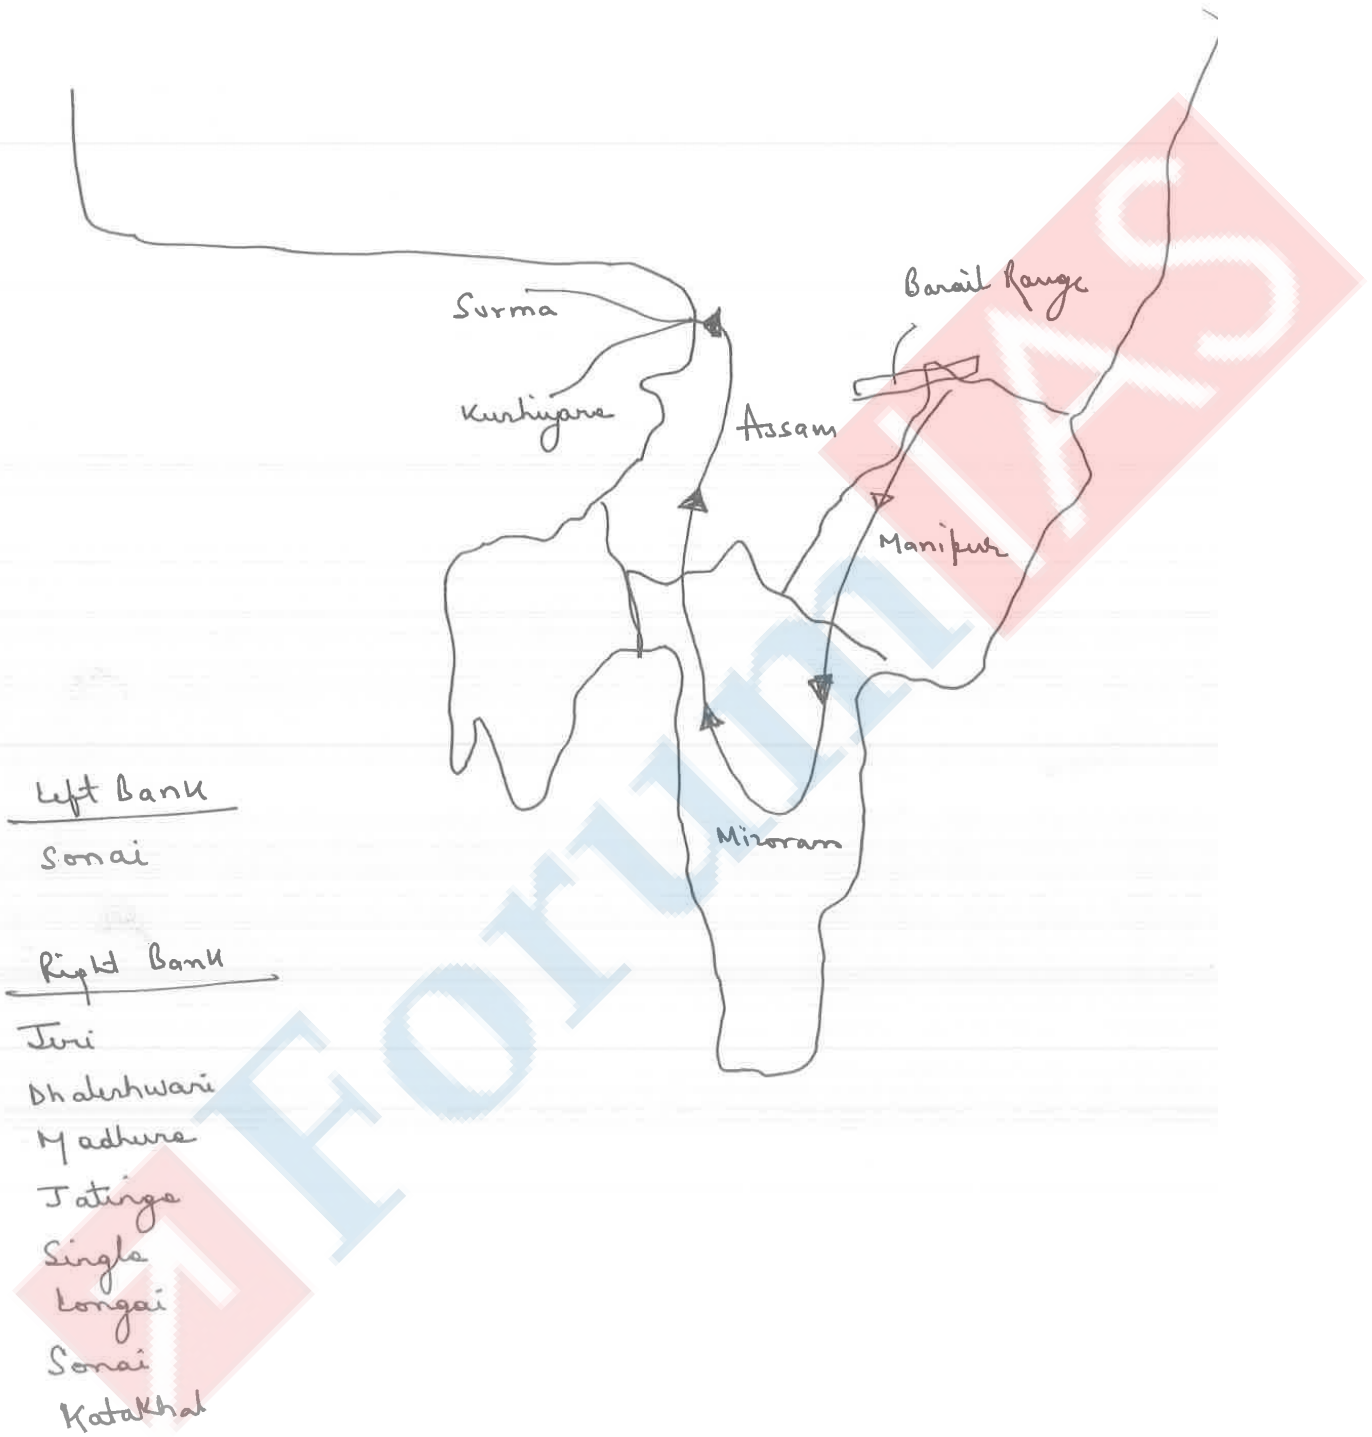 Barail Range
Surma
Kushiyara
Assam
Manipur
Mizoram
Left Bank
Sonai
Right Bank
Jiri
Dhaleshwari
Madhura
Jatinga
Singla
Longai
Sonai
Katakhal
ForumIAS